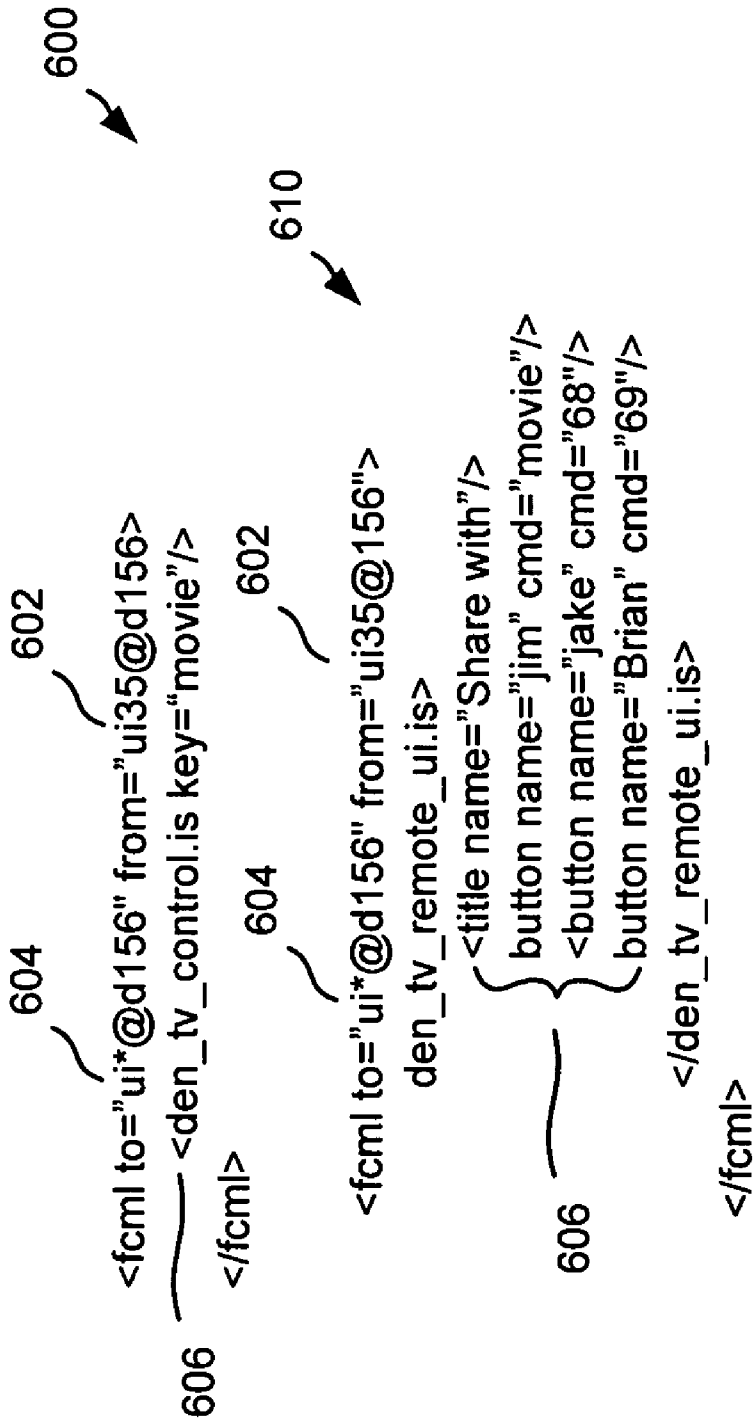 600
604
602
<fcml to=”ui*@d156" from=”ui35@d156>
<den_tv_control.is key=“movie”/>
606
</fcml>
610
604
602
<fcml to=”ui*@d156" from=”ui35@156">
den_tv_remote_ui.is>
<title name=”Share with”/>
button name=”jim” cmd=”movie”/>
<button name=”jake” cmd=”68"/>
button name=”Brian” cmd=”69"/>
606
</den_tv_remote_ui.is>
</fcml>